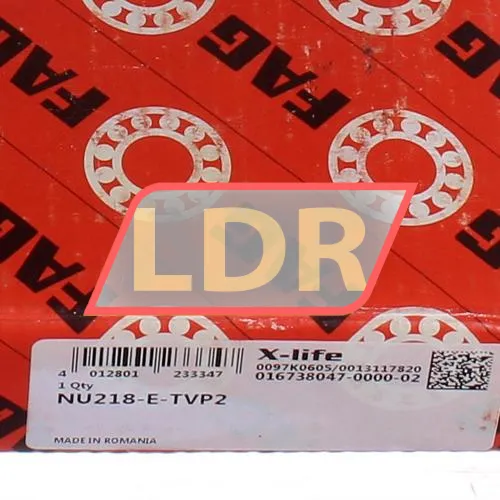 FAG
FAG
FAG
FAG
LDR
X-life
0097K0605/0013117820
016738047-0000-02
4 012801 233347
1 Qty
NU218-E-TVP2
MADE IN ROMANIA